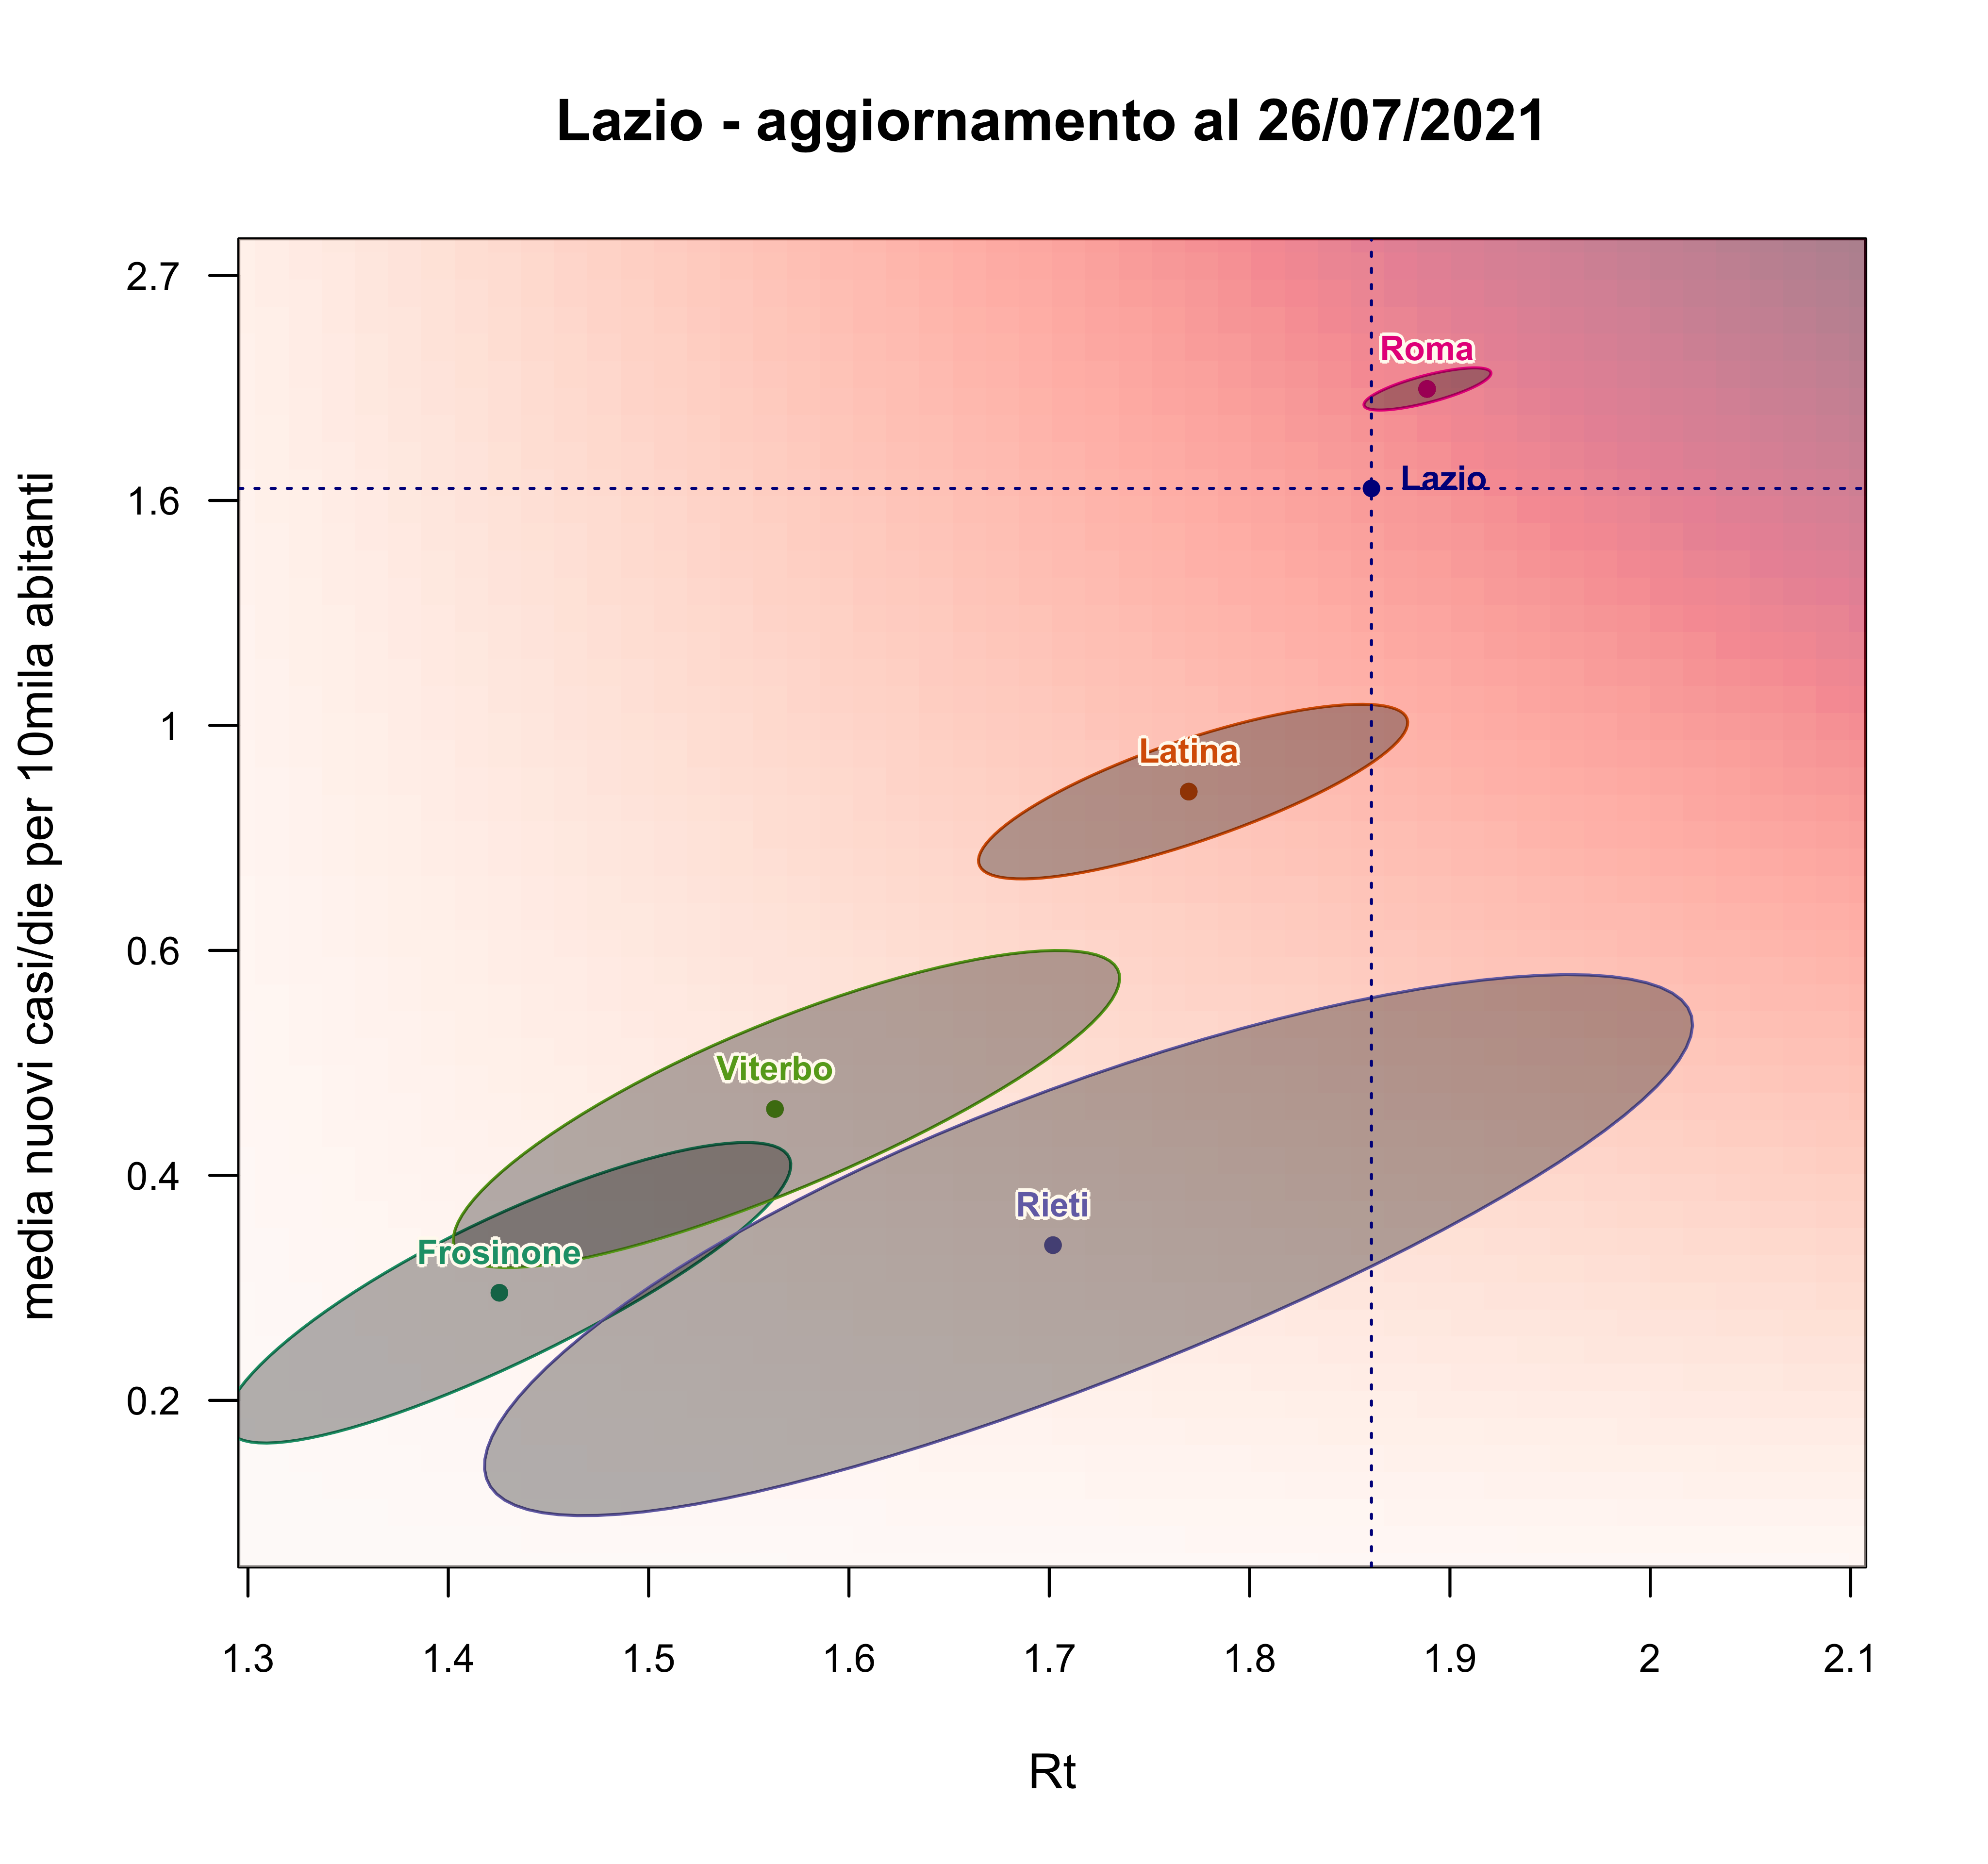 Lazio - aggiornamento al 26/07/2021
media nuovi casi/die per 10mila abitanti
2.7
1.6
1
0.6
0.4
0.2
Roma
Lazio
Latina
Viterbo
Rieti
Frosinone
1.3 1.4 1.5 1.6 1.7 1.8 1.9 2 2.1
Rt